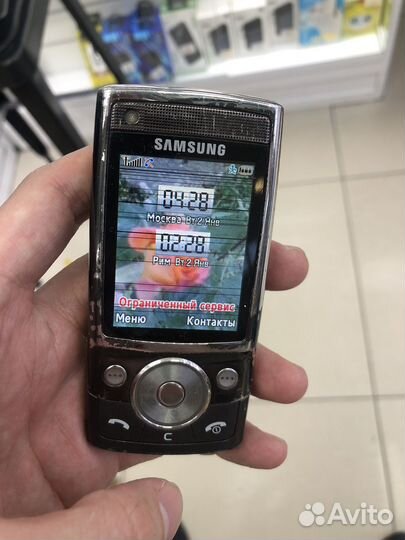 SAMSUNG
04:28
Москва, Вт 2 Янв
02:28
Рим, Вт 2 Янв
Ограниченный сервис
Меню Контакты
C
Avito